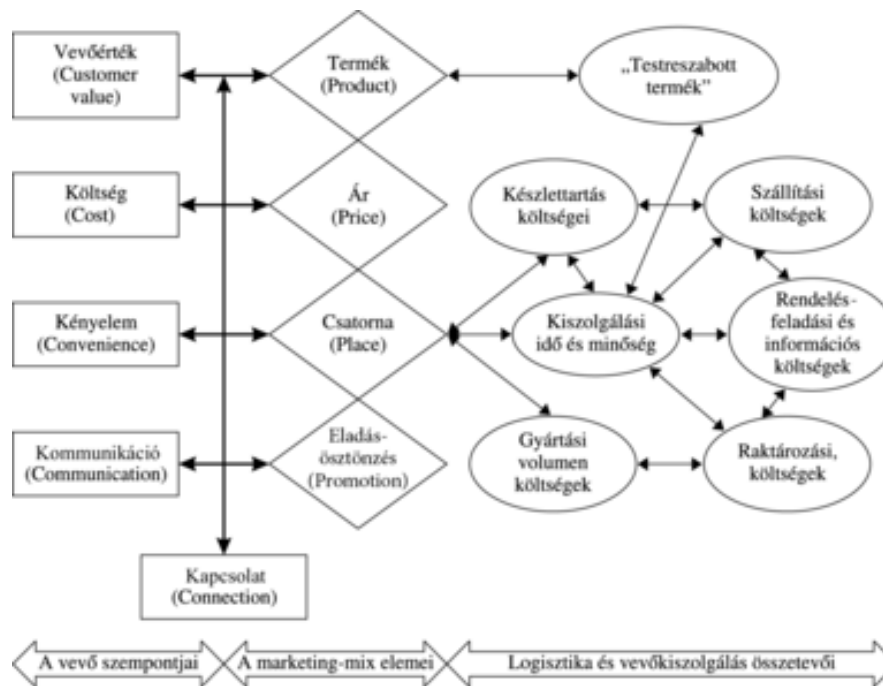 Vevőérték
(Customer
value)
Termék
(Product)
„Testreszabott
termék”
Költség
(Cost)
Ár
(Price)
Készlettartás
költségei
Szállítási
költségek
Kényelem
(Convenience)
Csatorna
(Place)
Kiszolgálási
idő és minőség
Rendelés-
feladási és
információs
költségek
Kommunikáció
(Communication)
Eladás-
ösztönzés
(Promotion)
Gyártási
volumen
költségek
Raktározási,
költségek
Kapcsolat
(Connection)
A vevő szempontjai
A marketing-mix elemei
Logisztika és vevőkiszolgálás összetevői